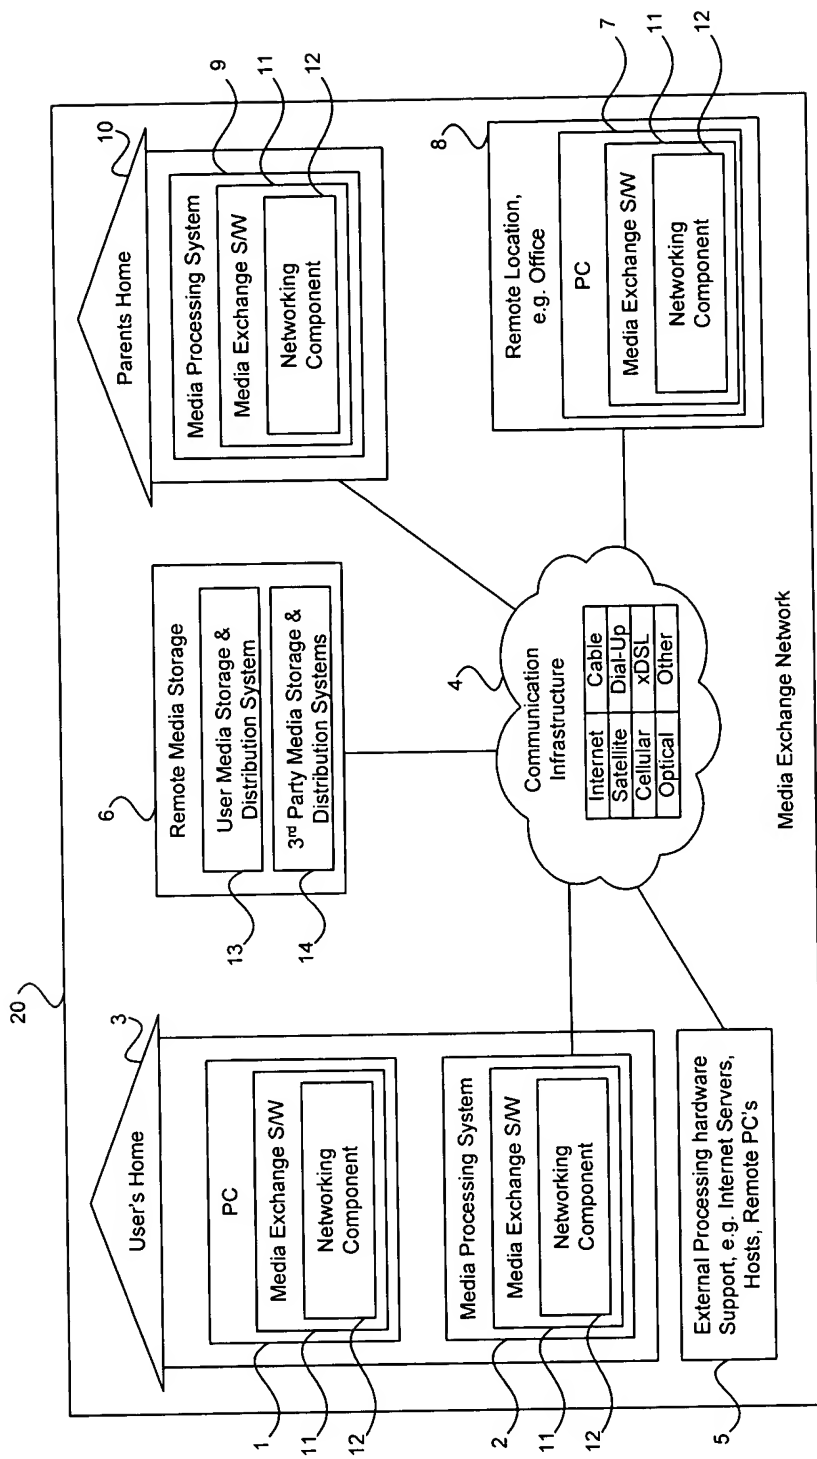 20
User's Home
3
PC
Media Exchange S/W
Networking
Component
1
11
12
Media Processing System
Media Exchange S/W
Networking
Component
2
11
12
External Processing hardware
Support, e.g. Internet Servers,
Hosts, Remote PC's
5
6
Remote Media Storage
User Media Storage &
Distribution System
3rd Party Media Storage &
Distribution Systems
13
14
4
Communication
Infrastructure
Internet Cable
Satellite Dial-Up
Cellular xDSL
Optical Other
Parents Home
10
Media Processing System
Media Exchange S/W
Networking
Component
9
11
12
8
Remote Location,
e.g. Office
PC
Media Exchange S/W
Networking
Component
7
11
12
Media Exchange Network